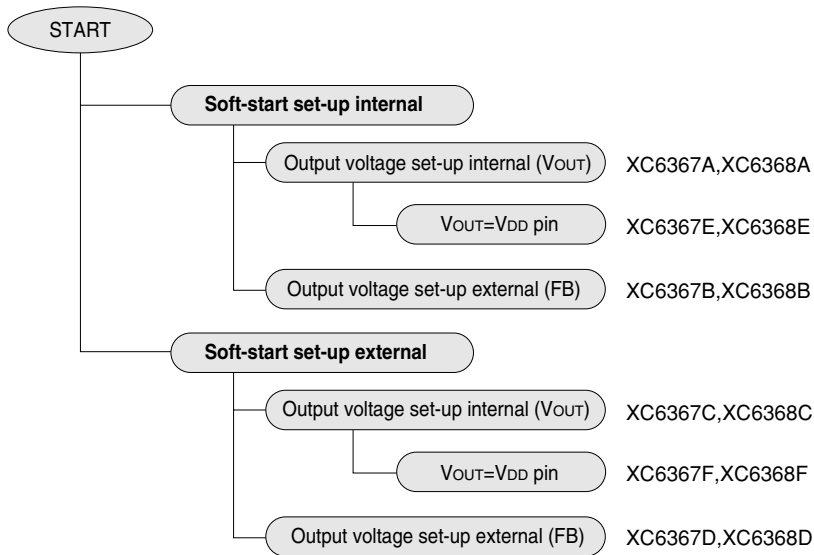 START
Soft-start set-up internal
Output voltage set-up internal (VOUT) XC6367A,XC6368A
VOUT=VDD pin XC6367E,XC6368E
Output voltage set-up external (FB) XC6367B,XC6368B
Soft-start set-up external
Output voltage set-up internal (VOUT) XC6367C,XC6368C
VOUT=VDD pin XC6367F,XC6368F
Output voltage set-up external (FB) XC6367D,XC6368D